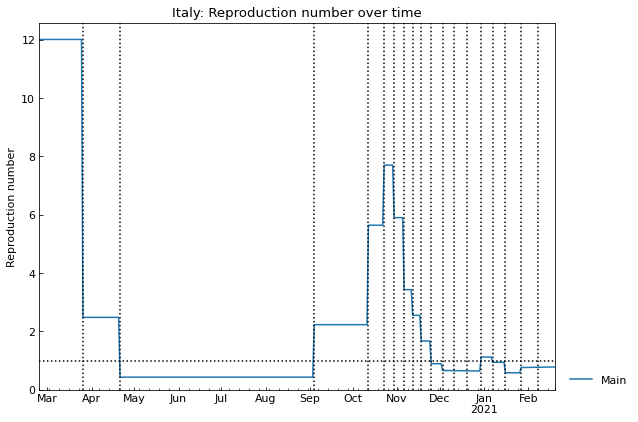 Italy: Reproduction number over time
Reproduction number
12
10
8
6
4
2
0
Mar Apr May Jun Jul Aug Sep Oct Nov Dec Jan Feb
2021
Main